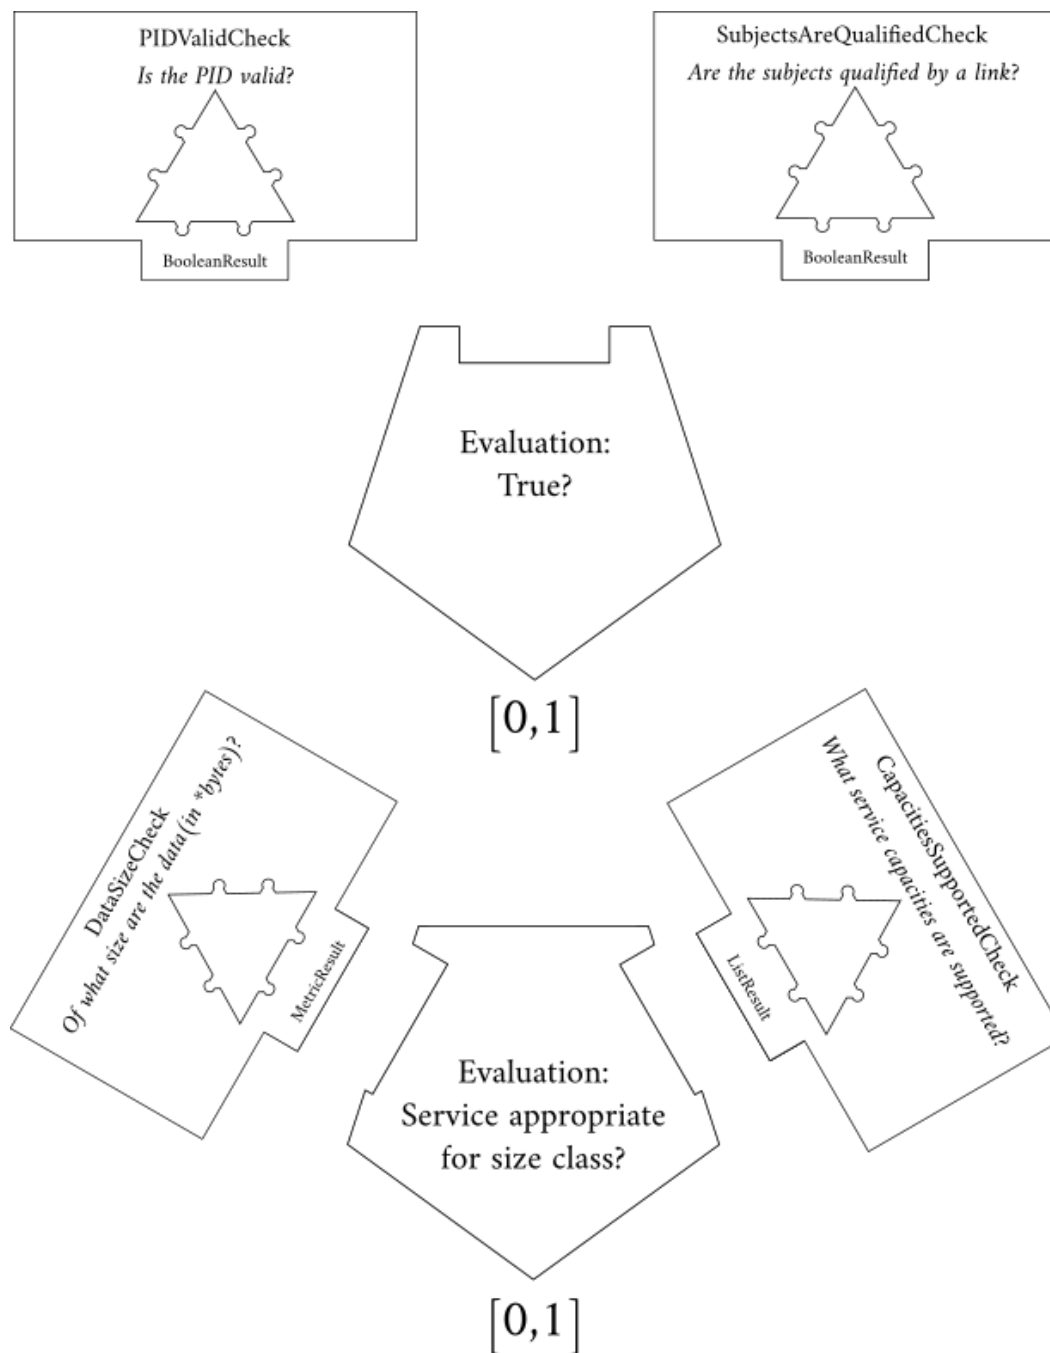 PIDValidCheck
Is the PID valid?
BooleanResult
SubjectsAreQualifiedCheck
Are the subjects qualified by a link?
BooleanResult
Evaluation:
True?
[0,1]
DataSizeCheck
Of what size are the data(in *bytes)?
MetricResult
CapacitiesSupportedCheck
What service capacities are supported?
ListResult
Evaluation:
Service appropriate
for size class?
[0,1]